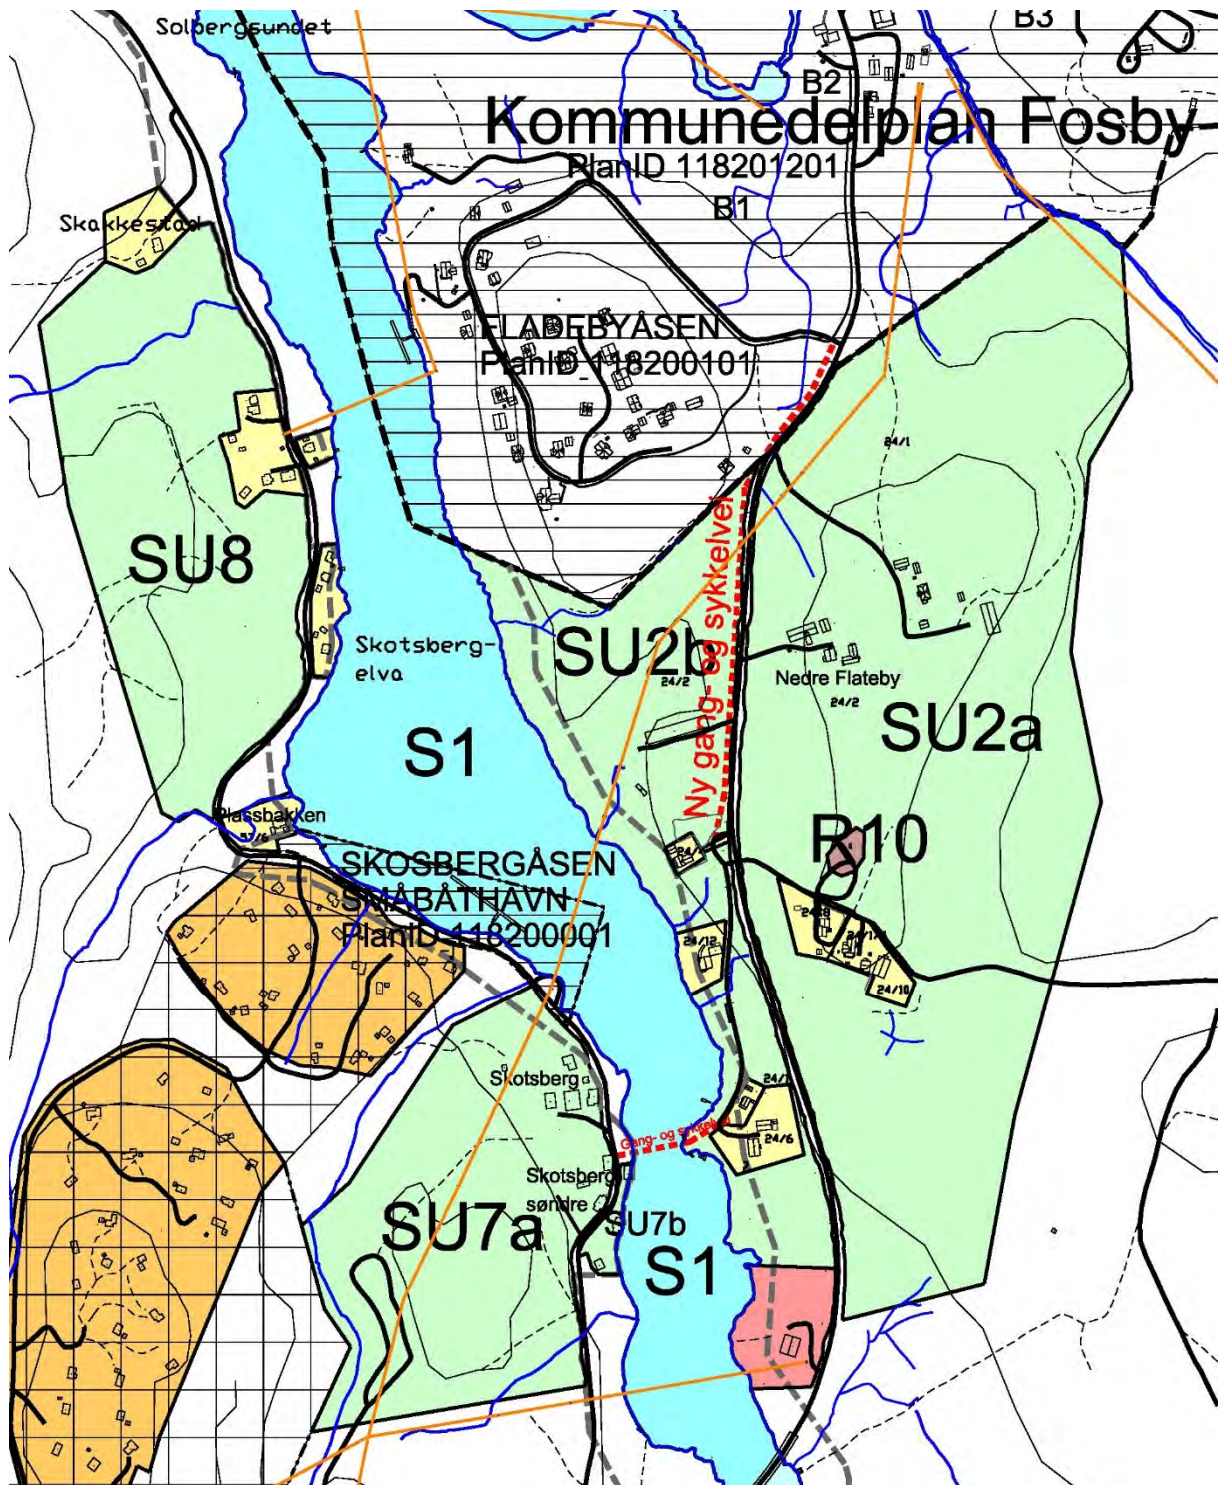 Solbergsundet
B3
B2
Kommunedelplan Fosby
PlanID 118201201
B1
Skakkestad
FLADEBYÅSEN
PlanID 118200101
24/1
SU8
Ny gang- og sykkelvei
Skotsberg-
elva
SU2b
24/2
Nedre Flateby
24/2
SU2a
S1
Plassbakken
57/6
R10
SKOSBERGÅSEN
SMÅBÅTHAVN
PlanID 118200001
24/12
24/10
Skotsberg
24/6
Gang- og sykkelvei
Skotsberg
søndre
SU7a
SU7b
S1